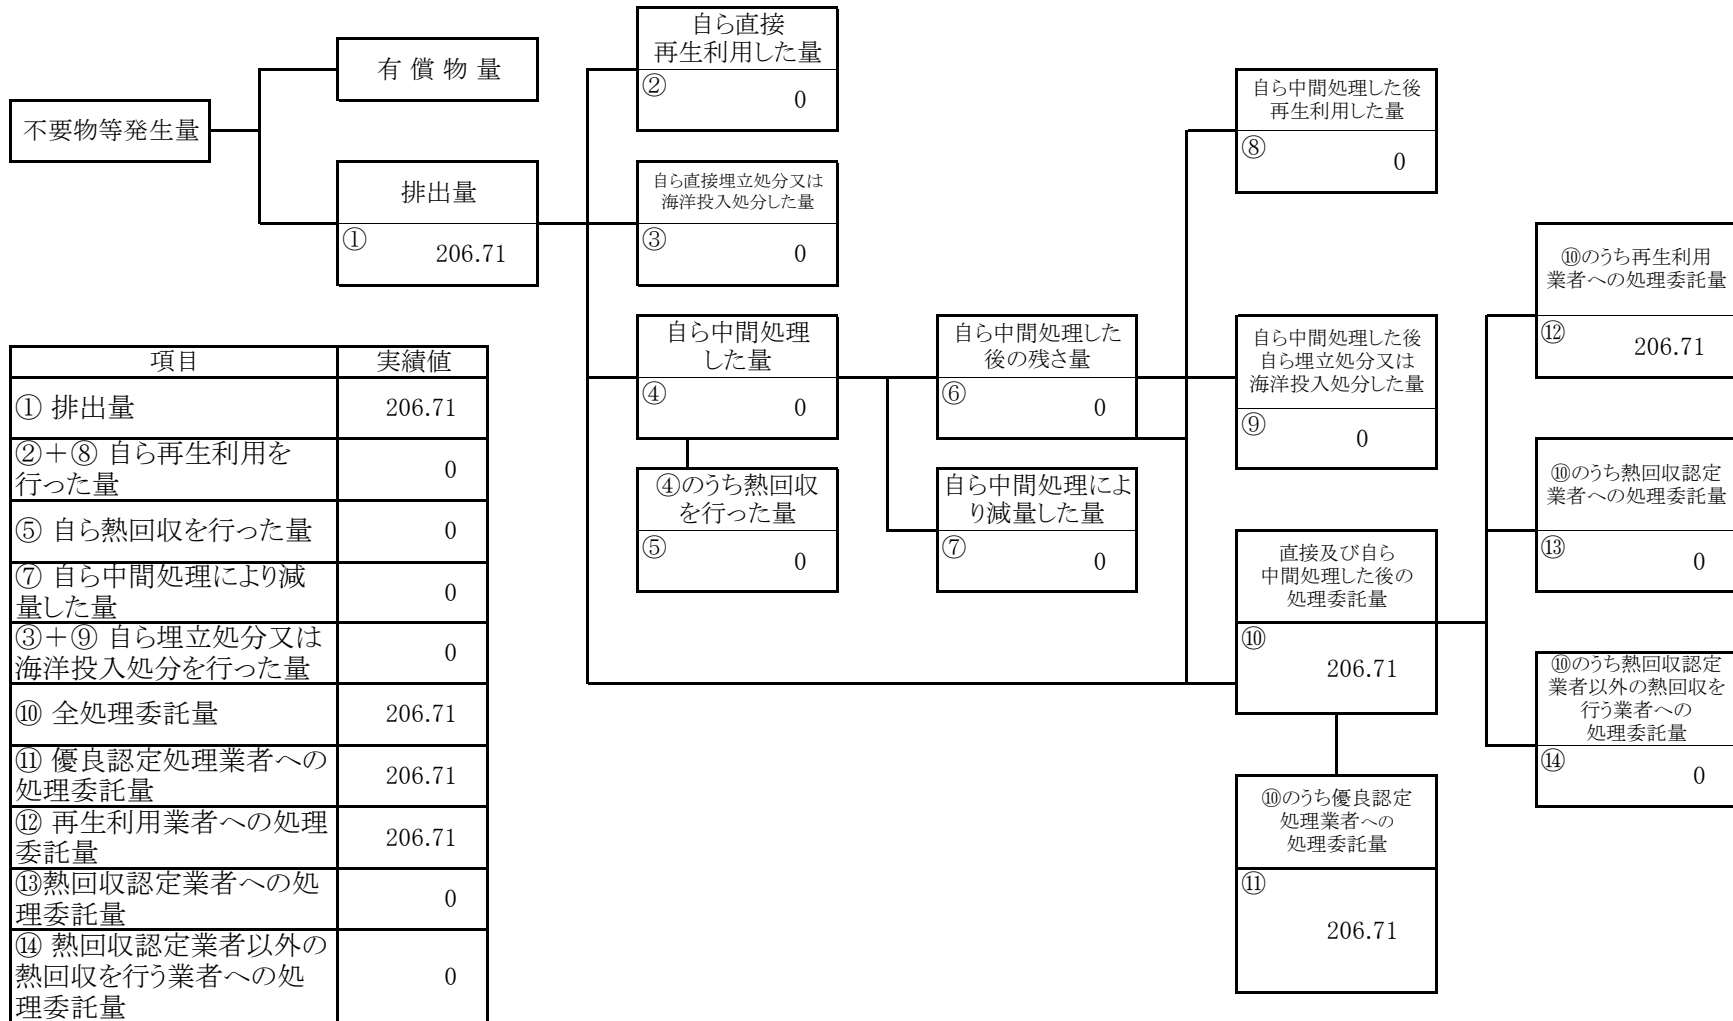 自ら直接
再生利用した量
②
0
有 償 物 量
不要物等発生量
自ら中間処理した後
再生利用した量
⑧
0
排出量
①
206.71
自ら直接埋立処分又は
海洋投入処分した量
③
0
⑩のうち再生利用
業者への処理委託量
⑫
206.71
自ら中間処理
した量
④
0
自ら中間処理した
後の残さ量
⑥
0
自ら中間処理した後
自ら埋立処分又は
海洋投入処分した量
⑨
0
④のうち熱回収
を行った量
⑤
0
自ら中間処理によ
り減量した量
⑦
0
⑩のうち熱回収認定
業者への処理委託量
⑬
0
直接及び自ら
中間処理した後の
処理委託量
⑩
206.71
⑩のうち熱回収認定
業者以外の熱回収を
行う業者への
処理委託量
⑭
0
⑩のうち優良認定
処理業者への
処理委託量
⑪
206.71
項目 実績値
① 排出量 206.71
②＋⑧ 自ら再生利用を
行った量 0
⑤ 自ら熱回収を行った量 0
⑦ 自ら中間処理により減
量した量 0
③＋⑨ 自ら埋立処分又は
海洋投入処分を行った量 0
⑩ 全処理委託量 206.71
⑪ 優良認定処理業者への
処理委託量 206.71
⑫ 再生利用業者への処理
委託量 206.71
⑬熱回収認定業者への処
理委託量 0
⑭ 熱回収認定業者以外の
熱回収を行う業者への処
理委託量 0